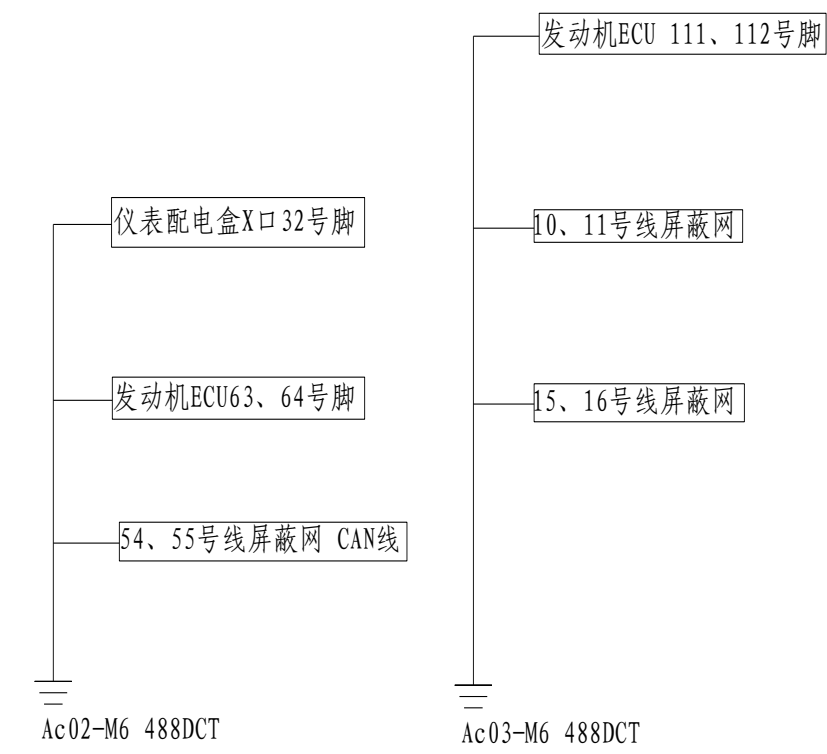 仪表配电盒X口32号脚
发动机ECU63、64号脚
54、55号线屏蔽网 CAN线
Ac02-M6 488DCT
发动机ECU 111、112号脚
10、11号线屏蔽网
15、16号线屏蔽网
Ac03-M6 488DCT